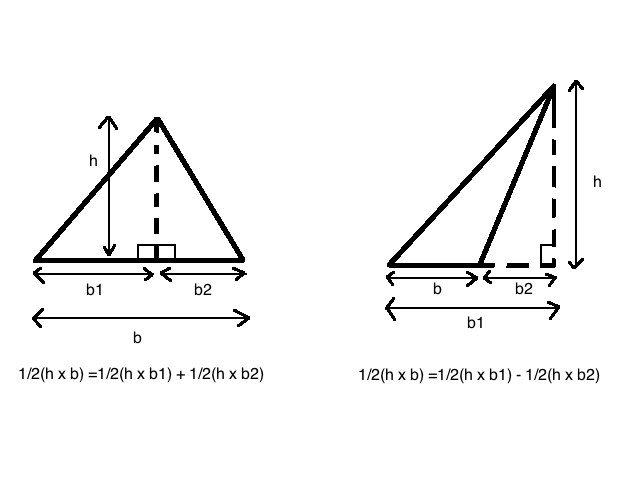 h
b1
b2
b
1/2(h x b) =1/2(h x b1) + 1/2(h x b2)
h
b
b2
b1
1/2(h x b) =1/2(h x b1) - 1/2(h x b2)